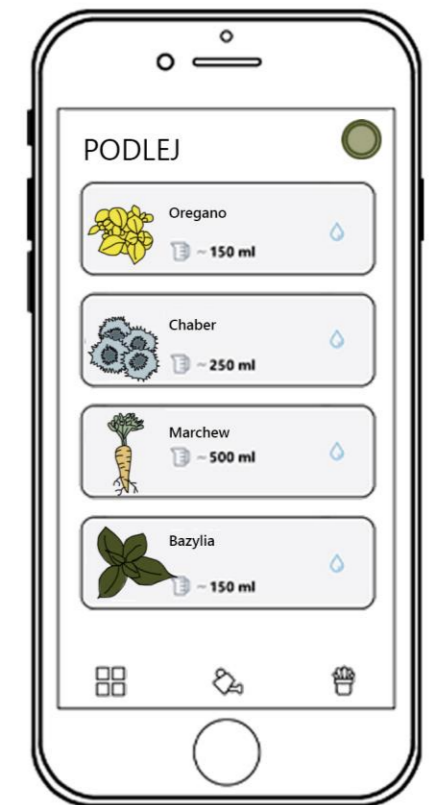 PODLEJ
Oregano
~ 150 ml
Chaber
~ 250 ml
Marchew
~ 500 ml
Bazylia
~ 150 ml